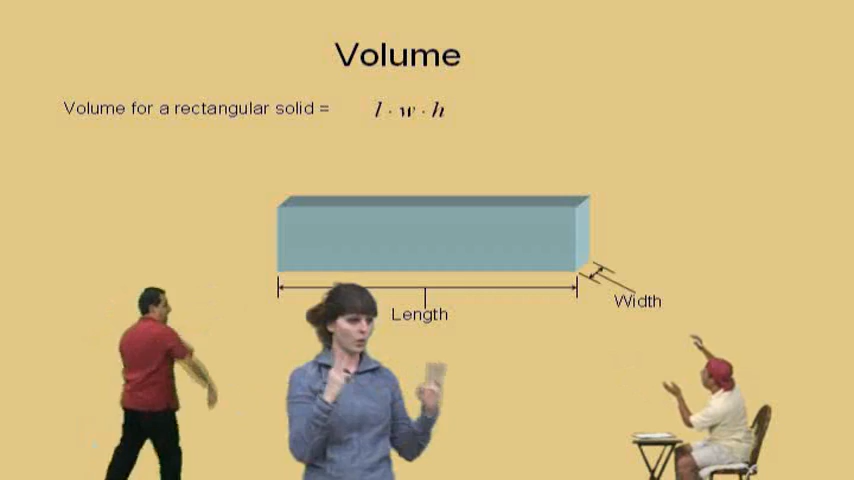 Volume
Volume for a rectangular solid = l · w · h
Width
Length